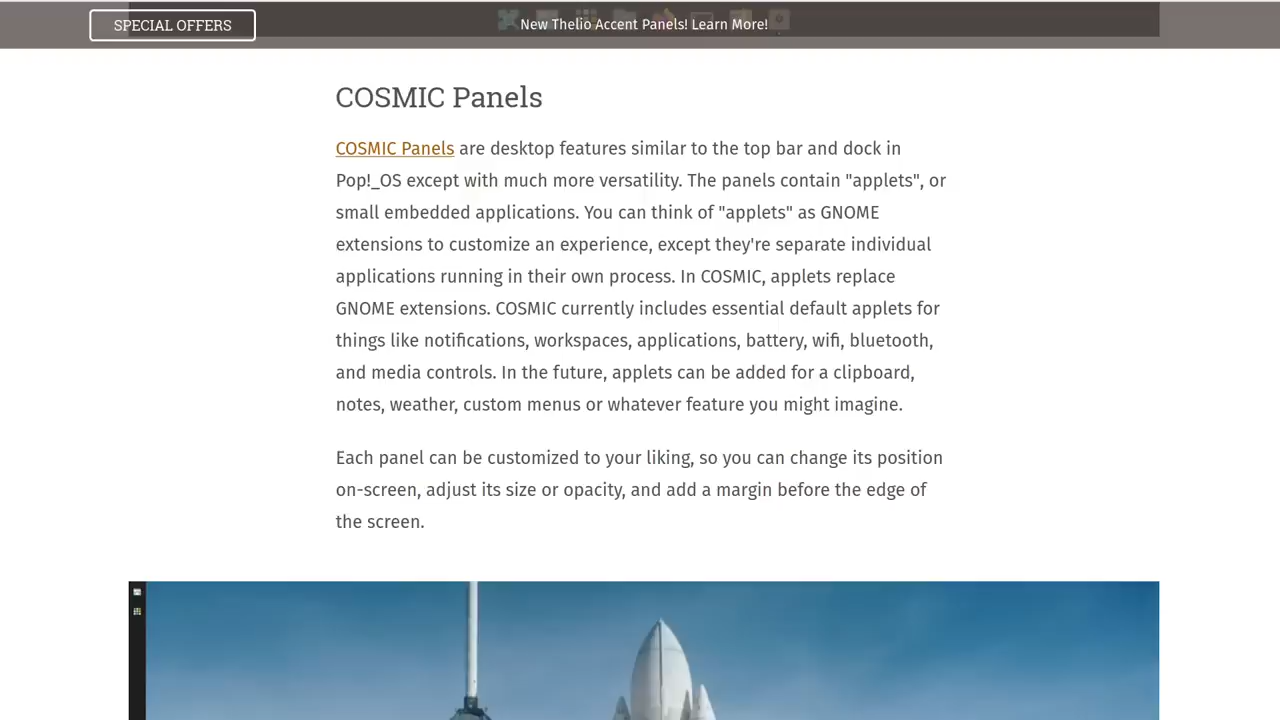 SPECIAL OFFERS
New Thelio Accent Panels! Learn More!
COSMIC Panels
COSMIC Panels are desktop features similar to the top bar and dock in
Pop!_OS except with much more versatility. The panels contain "applets", or
small embedded applications. You can think of "applets" as GNOME
extensions to customize an experience, except they're separate individual
applications running in their own process. In COSMIC, applets replace
GNOME extensions. COSMIC currently includes essential default applets for
things like notifications, workspaces, applications, battery, wifi, bluetooth,
and media controls. In the future, applets can be added for a clipboard,
notes, weather, custom menus or whatever feature you might imagine.
Each panel can be customized to your liking, so you can change its position
on-screen, adjust its size or opacity, and add a margin before the edge of
the screen.